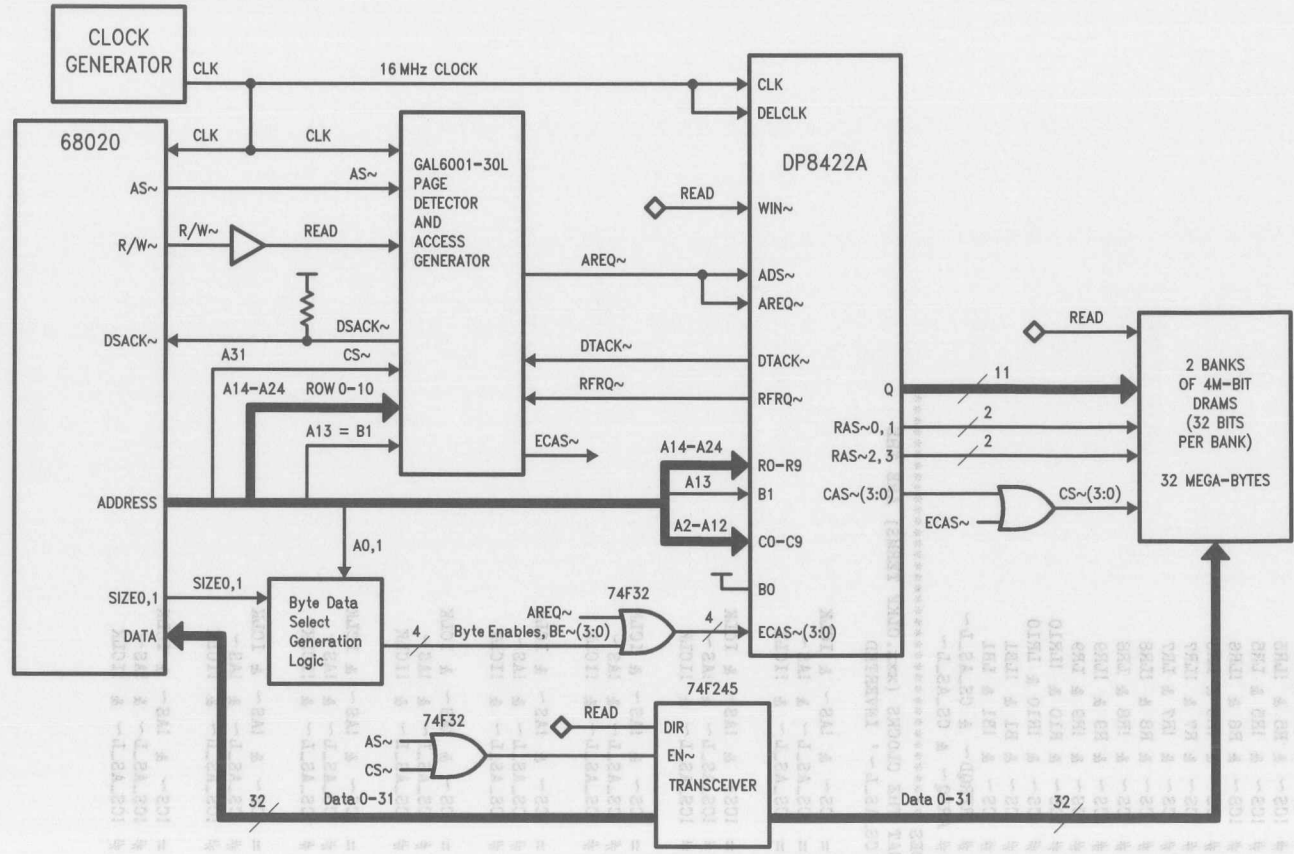 CLOCK
GENERATOR
CLK
16 MHz CLOCK
CLK
DELCLK
68020
CLK
CLK
DP8422A
GAL6001-30L
PAGE
DETECTOR
AND
ACCESS
GENERATOR
AS~
AS~
READ
WIN~
R/W~
R/W~
READ
AREQ~
ADS~
AREQ~
DSACK~
DSACK~
DTACK~
DTACK~
READ
A31
CS~
RFRQ~
RFRQ~
2 BANKS
OF 4M-BIT
DRAMS
(32 BITS
PER BANK)
32 MEGA-BYTES
A14-A24
ROW 0-10
Q
11
A13 = B1
RAS~0,1
2
ECAS~
A14-A24
R0-R9
RAS~2,3
2
ADDRESS
A13
B1
CAS~(3:0)
CS~(3:0)
ECAS~
A2-A12
C0-C9
A0,1
B0
SIZE0,1
SIZE0,1
Byte Data
Select
Generation
Logic
74F32
AREQ~
4
Byte Enables, BE~(3:0)
4
ECAS~(3:0)
DATA
74F245
74F32
READ
DIR
AS~
EN~
CS~
TRANSCEIVER
32
Data 0-31
Data 0-31
32